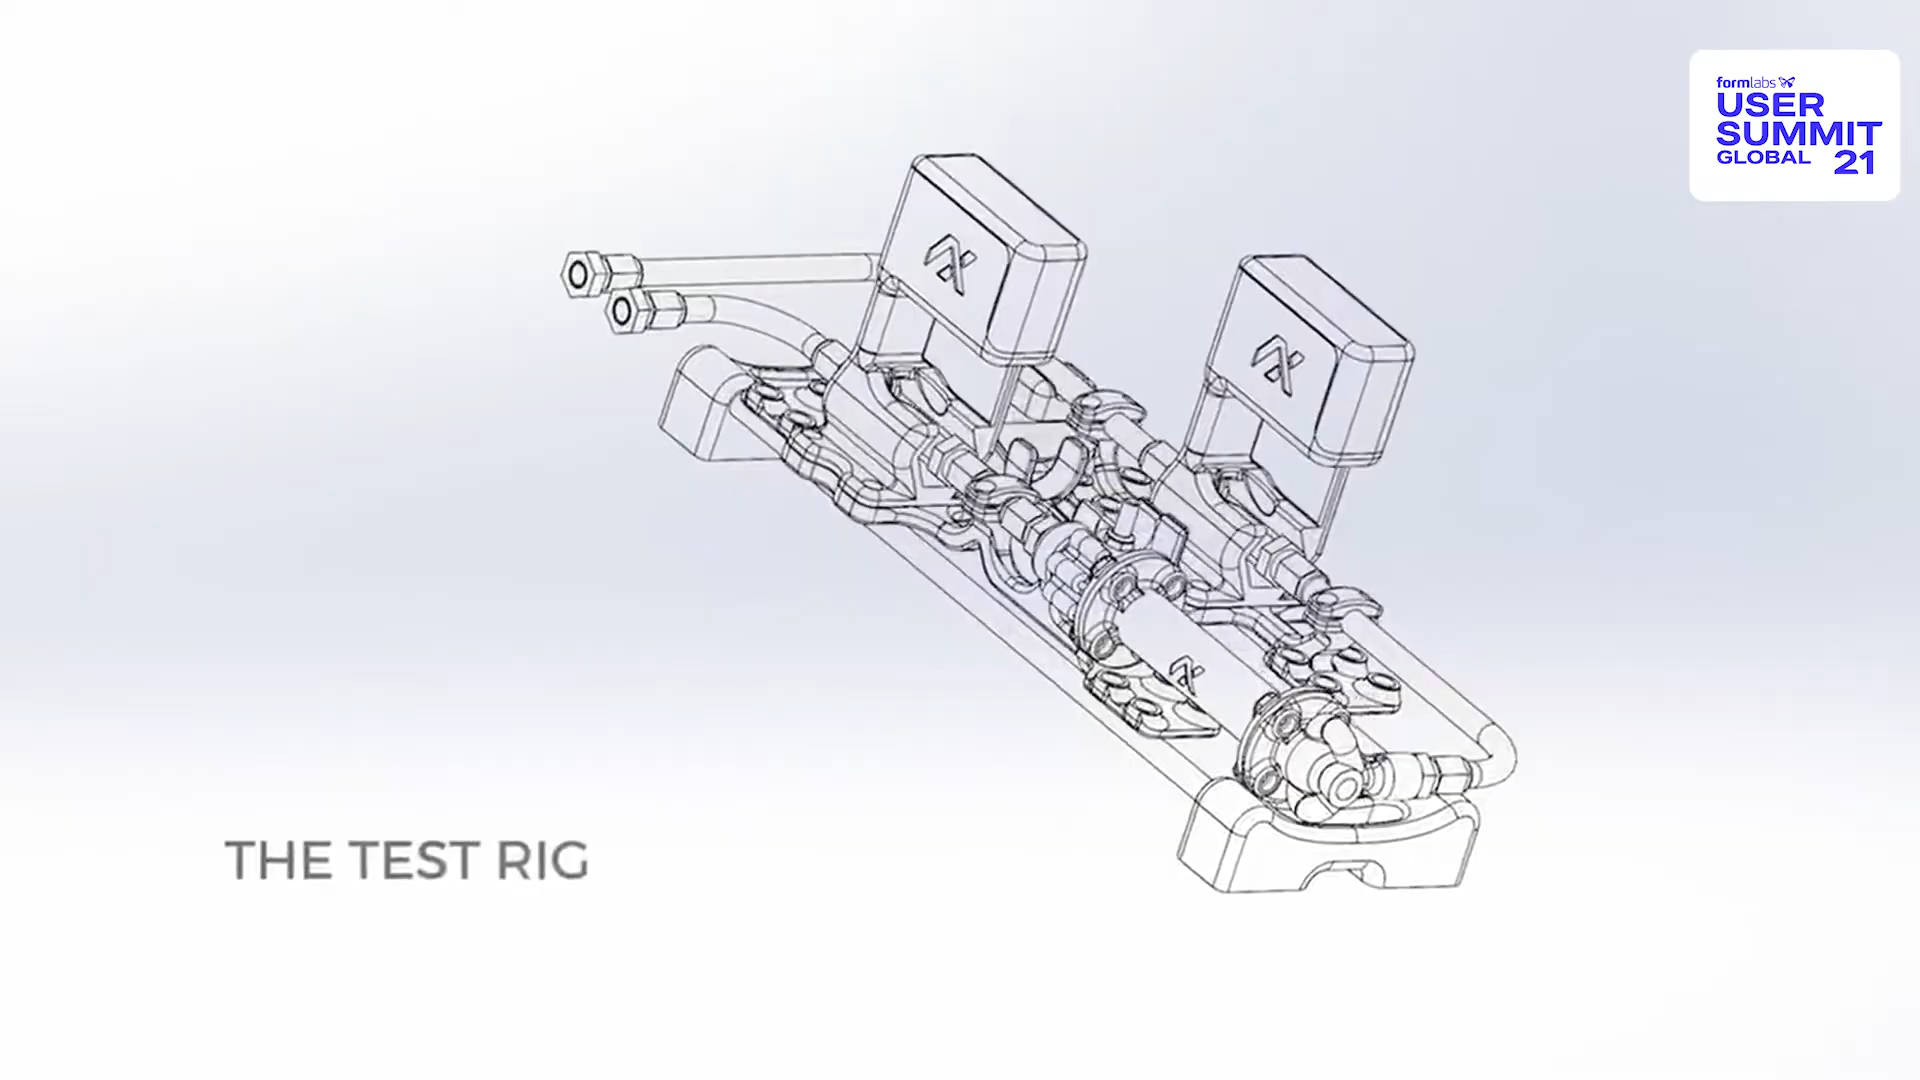 formlabs
USER
SUMMIT
GLOBAL 21
THE TEST RIG